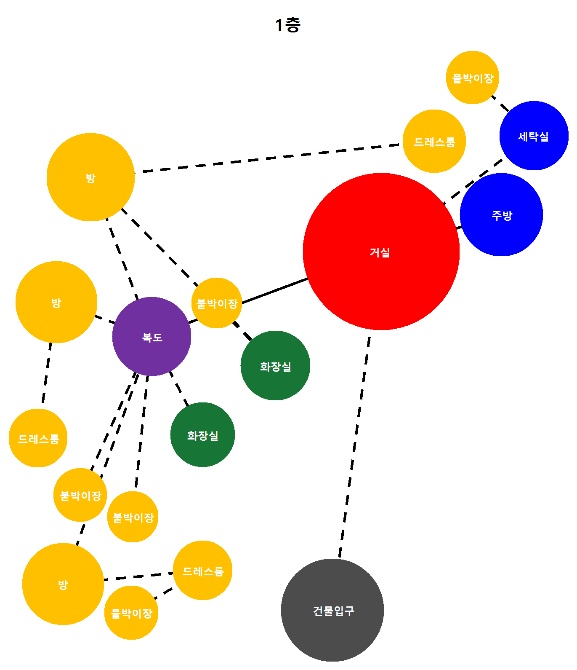 1층
붙박이장
세탁실
드레스룸
방
주방
거실
방
붙박이장
복도
화장실
화장실
드레스룸
붙박이장
붙박이장
방
드레스룸
붙박이장
건물입구